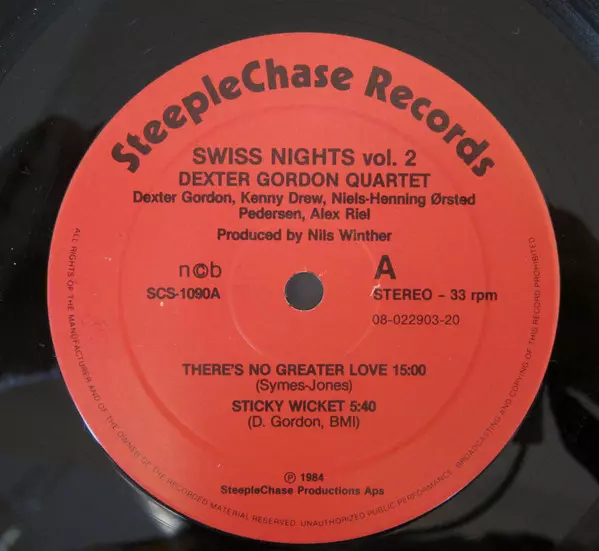 SteepleChase Records
SWISS NIGHTS vol. 2
DEXTER GORDON QUARTET
Dexter Gordon, Kenny Drew, Niels-Henning Ørsted
Pedersen, Alex Riel
Produced by Nils Winther
n©b
A
SCS-1090A
STEREO – 33 rpm
08-022903-20
THERE'S NO GREATER LOVE 15:00
(Symes-Jones)
STICKY WICKET 5:40
(D. Gordon, BMI)
℗ 1984
SteepleChase Productions Aps
ALL RIGHTS OF THE MANUFACTURER AND OF THE OWNER OF THE RECORDED MATERIAL RESERVED. UNAUTHORIZED PUBLIC PERFORMANCE, BROADCASTING AND COPYING OF THIS RECORD PROHIBITED.